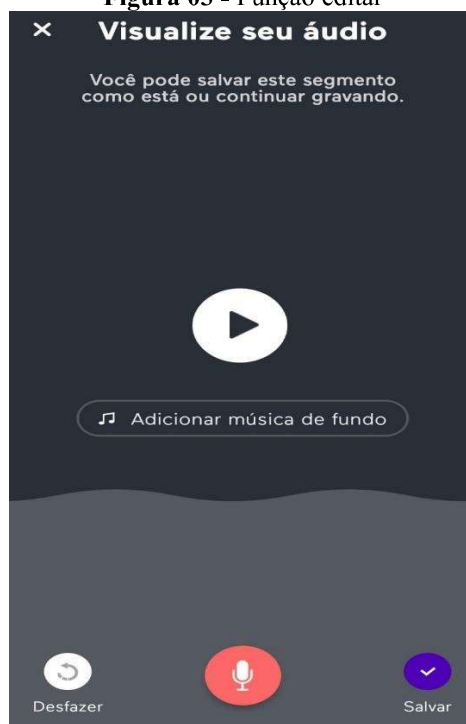 Figura 03 - Função editar
Visualize seu áudio
Você pode salvar este segmento
como está ou continuar gravando.
Adicionar música de fundo
Desfazer
Salvar